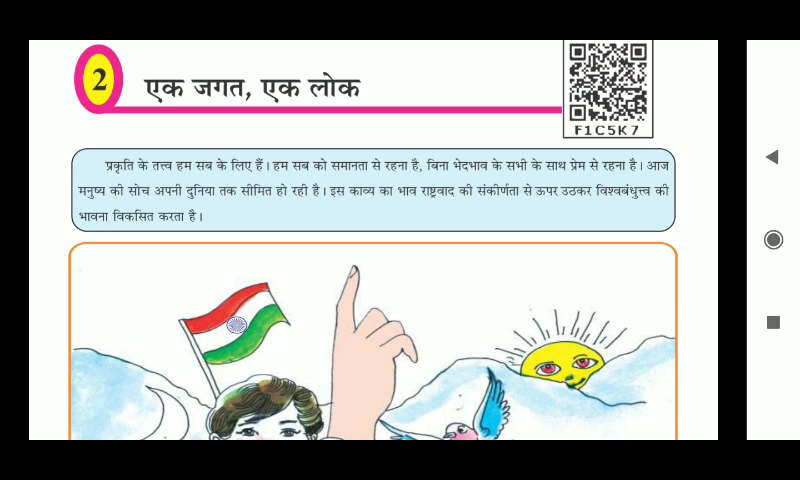 2
एक जगत, एक लोक
F1C5K7
प्रकृति के तत्त्व हम सब के लिए हैं। हम सब को समानता से रहना है, बिना भेदभाव के सभी के साथ प्रेम से रहना है। आज
मनुष्य की सोच अपनी दुनिया तक सीमित हो रही है। इस काव्य का भाव राष्ट्रवाद की संकीर्णता से ऊपर उठकर विश्वबंधुत्त्व की
भावना विकसित करता है।